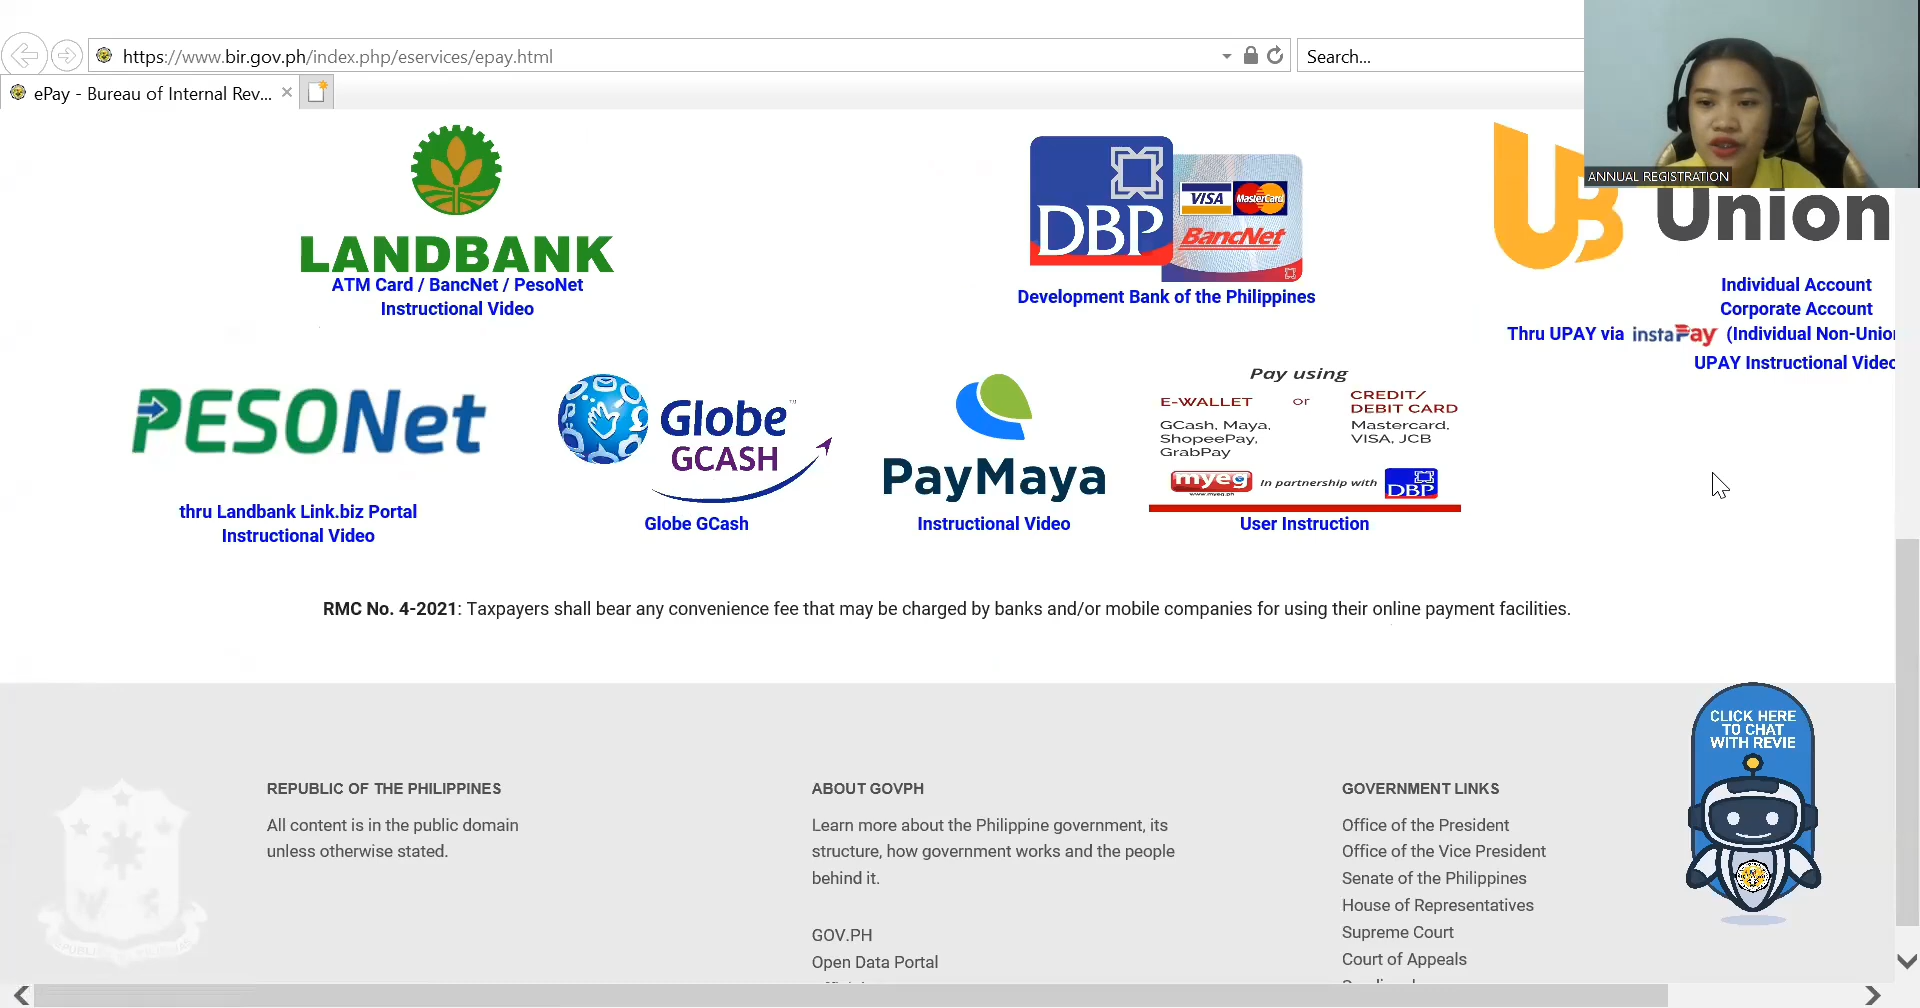 https://www.bir.gov.ph/index.php/eservices/epay.html
Search...
ePay - Bureau of Internal Rev...
ANNUAL REGISTRATION
LANDBANK
ATM Card / BancNet / PesoNet
Instructional Video
DBP
VISA
MasterCard
BancNet
Development Bank of the Philippines
UB
Union
Individual Account
Corporate Account
Thru UPAY via instaPay (Individual Non-Union
UPAY Instructional Video
PESONet
thru Landbank Link.biz Portal
Instructional Video
Globe
GCASH
Globe GCash
PayMaya
Instructional Video
Pay using
E-WALLET or CREDIT/
DEBIT CARD
GCash, Maya,
ShopeePay,
GrabPay
Mastercard,
VISA, JCB
myeg
www.myeg.ph
In partnership with
DBP
User Instruction
RMC No. 4-2021: Taxpayers shall bear any convenience fee that may be charged by banks and/or mobile companies for using their online payment facilities.
CLICK HERE
TO CHAT
WITH REVIE
REPUBLIC OF THE PHILIPPINES
All content is in the public domain
unless otherwise stated.
ABOUT GOVPH
Learn more about the Philippine government, its
structure, how government works and the people
behind it.
GOV.PH
Open Data Portal
GOVERNMENT LINKS
Office of the President
Office of the Vice President
Senate of the Philippines
House of Representatives
Supreme Court
Court of Appeals